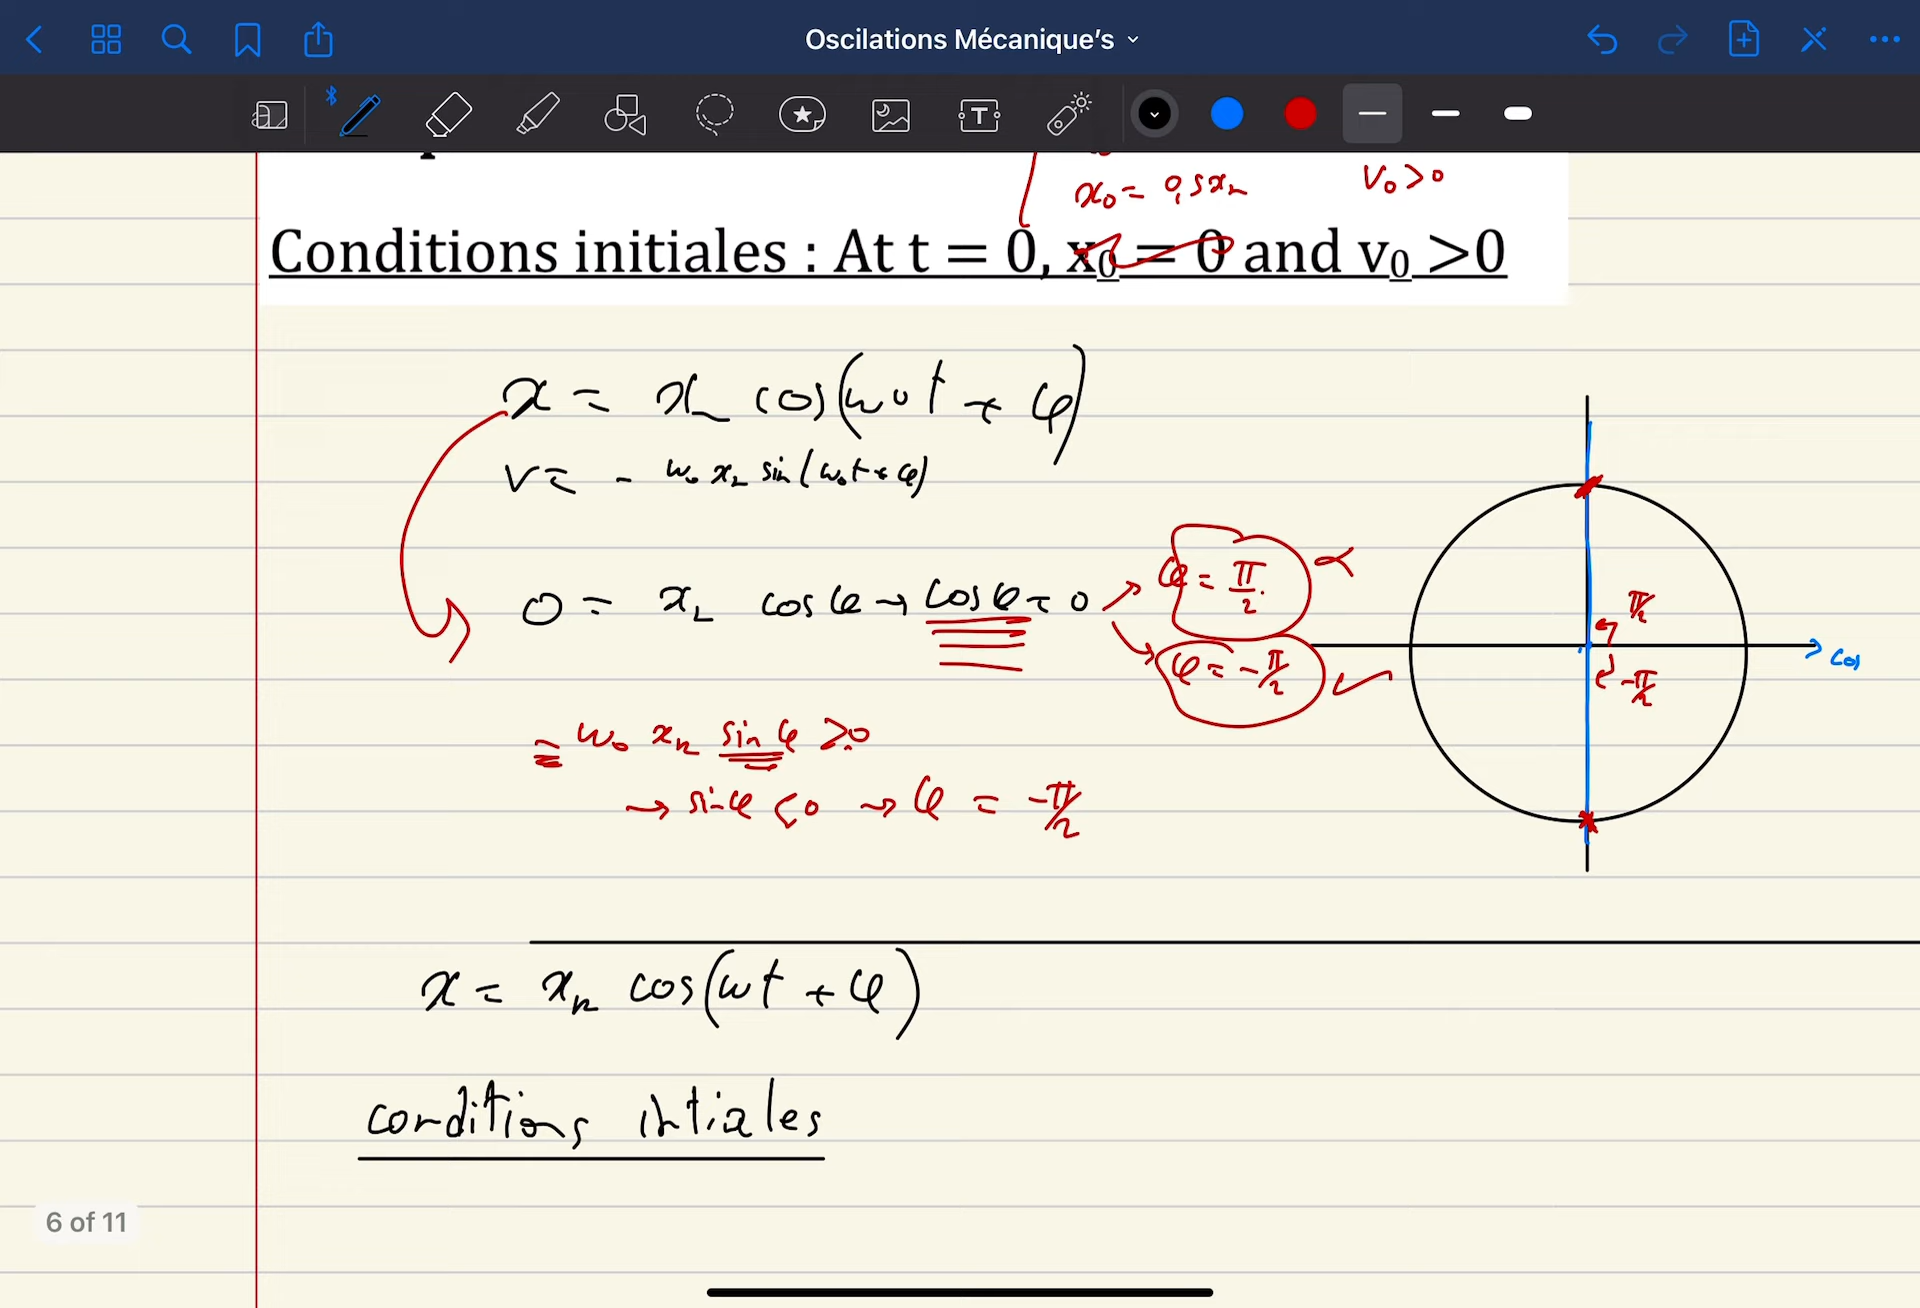 Oscilations Mécanique's
x₀ = 0,5xₘ
V₀ > 0
Conditions initiales : At t = 0, x₀ = 0 and v₀ >0
x = xₘ cos(ω₀t + φ)
v = - ω₀ xₘ sin(ω₀t + φ)
0 = xₘ cos φ → cos φ = 0
φ = π/2
φ = -π/2
π/2
-π/2
cos
- ω₀ xₘ sin φ > 0
→ sin φ < 0 → φ = -π/2
x = xₘ cos(ωt + φ)
conditions intiales
6 of 11